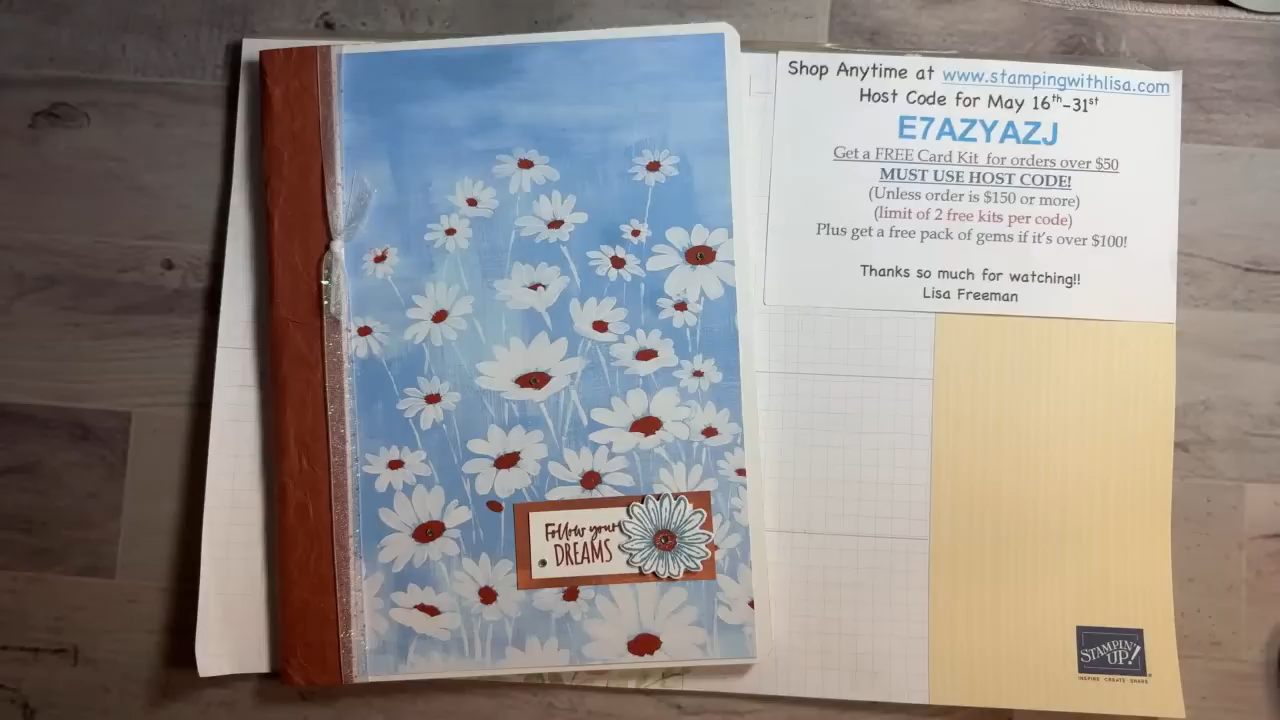 Shop Anytime at www.stampingwithlisa.com
Host Code for May 16th-31st
E7AZYAZJ
Get a FREE Card Kit for orders over $50
MUST USE HOST CODE!
(Unless order is $150 or more)
(limit of 2 free kits per code)
Plus get a free pack of gems if it's over $100!
Thanks so much for watching!!
Lisa Freeman
Follow your
DREAMS
STAMPIN' UP!
INSPIRE · CREATE · SHARE